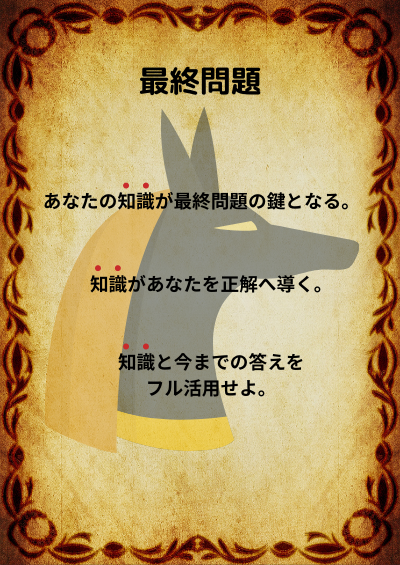 最終問題
あなたの知識が最終問題の鍵となる。
知識があなたを正解へ導く。
知識と今までの答えを
フル活用せよ。